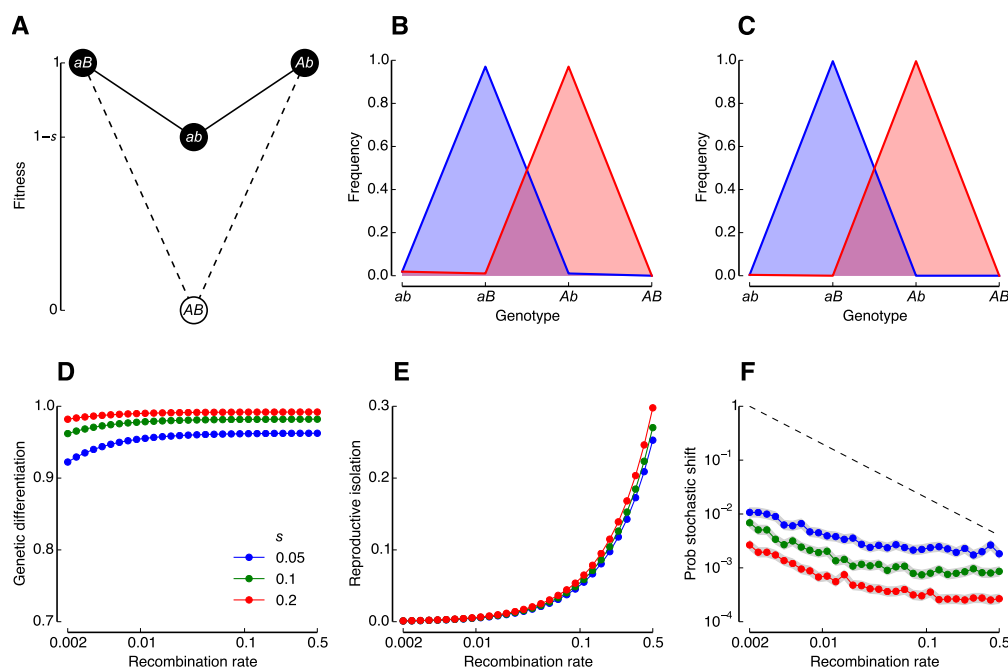 A
1
1−s
0
Fitness
aB
Ab
ab
AB
B
1.0
0.8
0.6
0.4
0.2
0.0
Frequency
ab
aB
Ab
AB
Genotype
C
1.0
0.8
0.6
0.4
0.2
0.0
Frequency
ab
aB
Ab
AB
Genotype
D
1.0
0.9
0.8
0.7
Genetic differentiation
s
0.05
0.1
0.2
0.002
0.01
0.1
0.5
Recombination rate
E
0.3
0.2
0.1
0.0
Reproductive isolation
0.002
0.01
0.1
0.5
Recombination rate
F
1
10⁻¹
10⁻²
10⁻³
10⁻⁴
Prob stochastic shift
0.002
0.01
0.1
0.5
Recombination rate